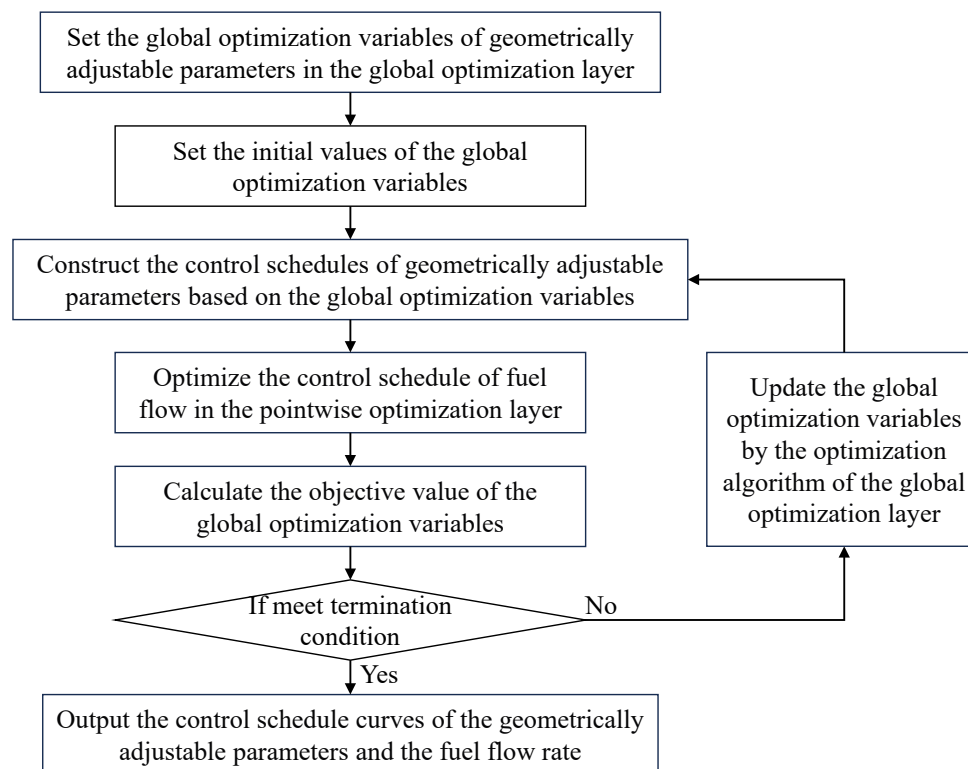 Set the global optimization variables of geometrically
adjustable parameters in the global optimization layer
Set the initial values of the global
optimization variables
Construct the control schedules of geometrically adjustable
parameters based on the global optimization variables
Optimize the control schedule of fuel
flow in the pointwise optimization layer
Calculate the objective value of the
global optimization variables
If meet termination
condition
No
Update the global
optimization variables
by the optimization
algorithm of the global
optimization layer
Yes
Output the control schedule curves of the geometrically
adjustable parameters and the fuel flow rate